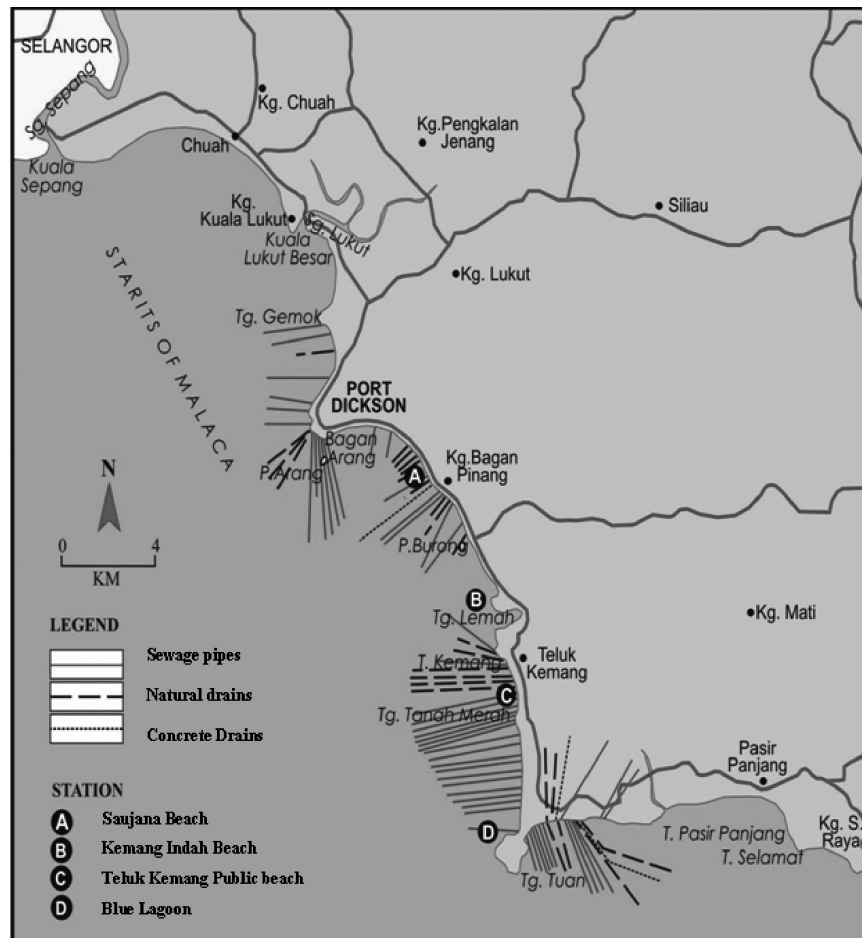 SELANGOR
Sg. Sepang
Kg. Chuah
Kg.Pengkalan
Jenang
Chuah
Kuala
Sepang
Kg.
Kuala Lukut
Sg. Lukut
Kuala
Lukut Besar
Siliau
Kg. Lukut
STARITS OF MALACA
Tg. Gemok
PORT
DICKSON
Bagan
Arang
P.Arang
A
Kg.Bagan
Pinang
N
0 4
KM
P.Burong
B
Tg. Lemah
Kg. Mati
T. Kemang
Teluk
Kemang
C
Tg. Tanah Merah
Pasir
Panjang
D
T. Pasir Panjang
T. Selamat
Kg. S.
Raya
Tg. Tuan
LEGEND
Sewage pipes
Natural drains
Concrete Drains
STATION
A Saujana Beach
B Kemang Indah Beach
C Teluk Kemang Public beach
D Blue Lagoon